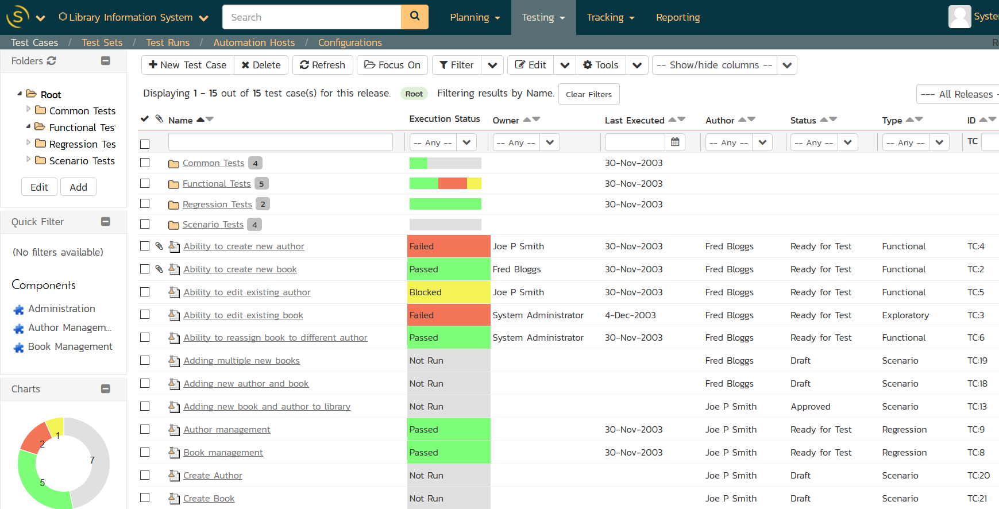 Library Information System
Search
Planning
Testing
Tracking
Reporting
Test Cases / Test Sets / Test Runs / Automation Hosts / Configurations
Folders
Root
Common Tests
Functional
Regression
Scenario Tests
Edit
Add
Quick Filter
(No filters available)
Components
Administration
Author Managem...
Book Management
Charts
1
2
7
5
New Test Case
Delete
Refresh
Focus On
Filter
Edit
Tools
-- Show/hide columns --
Displaying 1 - 15 out of 15 test case(s) for this release. Root Filtering results by Name. Clear Filters
--- All Releases
Name Execution Status Owner Last Executed Author Status Type ID
-- Any -- -- Any -- -- Any -- -- Any -- -- Any -- TC
Common Tests 4 30-Nov-2003
Functional Tests 5 30-Nov-2003
Regression Tests 2 30-Nov-2003
Scenario Tests 4
Ability to create new author Failed Joe P Smith 30-Nov-2003 Fred Bloggs Ready for Test Functional TC:4
Ability to create new book Passed Fred Bloggs 30-Nov-2003 Fred Bloggs Ready for Test Functional TC:2
Ability to edit existing author Blocked Joe P Smith 30-Nov-2003 Fred Bloggs Ready for Test Functional TC:5
Ability to edit existing book Failed System Administrator 4-Dec-2003 Fred Bloggs Ready for Test Exploratory TC:3
Ability to reassign book to different author Passed System Administrator 30-Nov-2003 Fred Bloggs Ready for Test Functional TC:6
Adding multiple new books Not Run Fred Bloggs Draft Scenario TC:19
Adding new author and book Not Run Fred Bloggs Draft Scenario TC:18
Adding new book and author to library Not Run Joe P Smith Approved Scenario TC:13
Author management Passed 30-Nov-2003 Joe P Smith Ready for Test Regression TC:9
Book management Passed 30-Nov-2003 Joe P Smith Ready for Test Regression TC:8
Create Author Not Run Joe P Smith Draft Scenario TC:20
Create Book Not Run Joe P Smith Draft Scenario TC:21